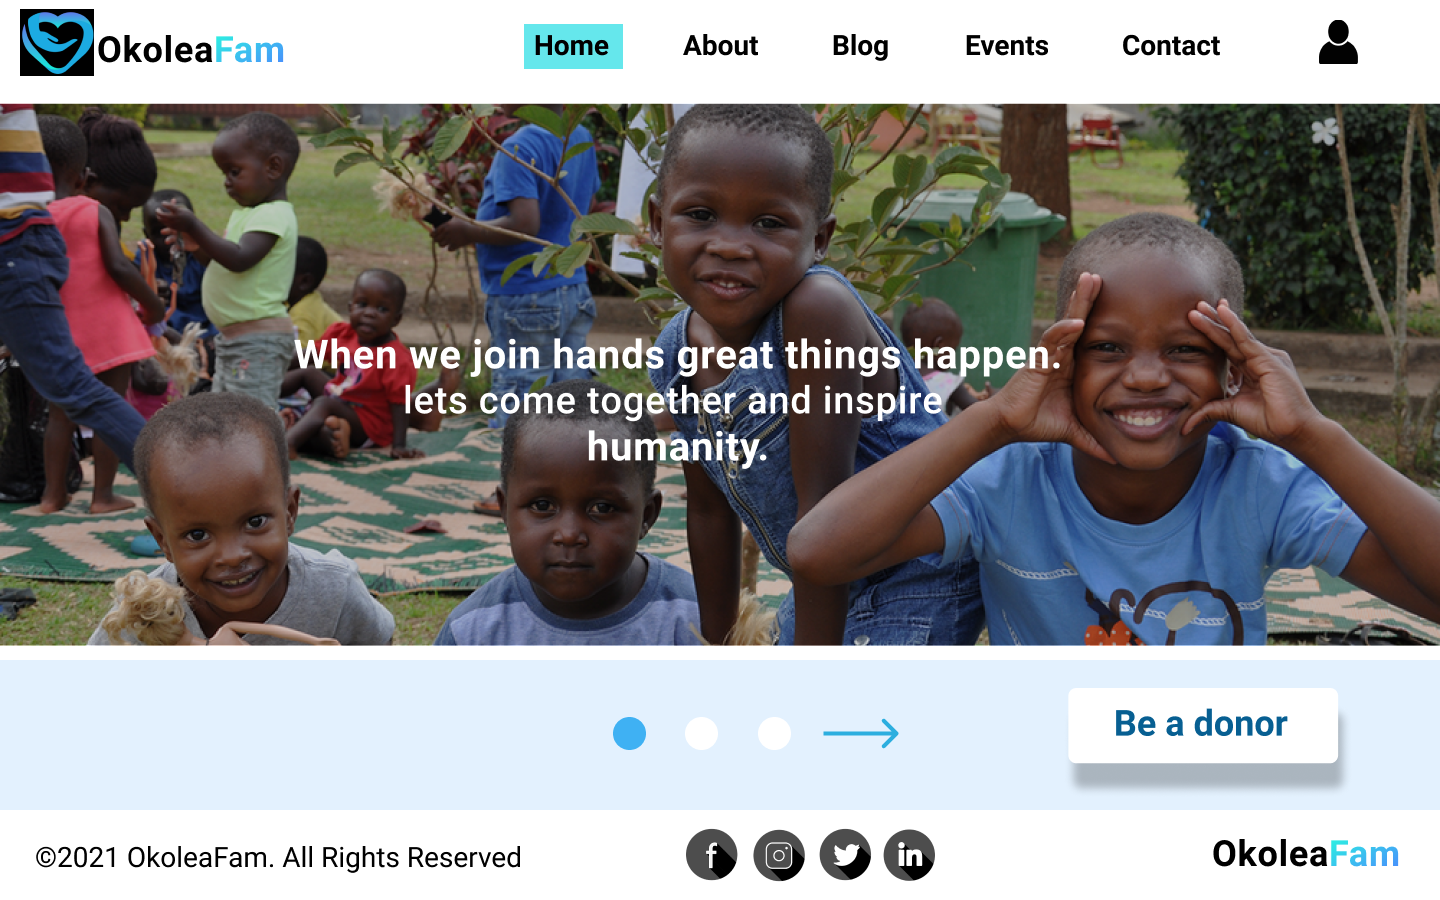 OkoleaFam
Home About Blog Events Contact
When we join hands great things happen.
lets come together and inspire
humanity.
Be a donor
©2021 OkoleaFam. All Rights Reserved
f in
OkoleaFam